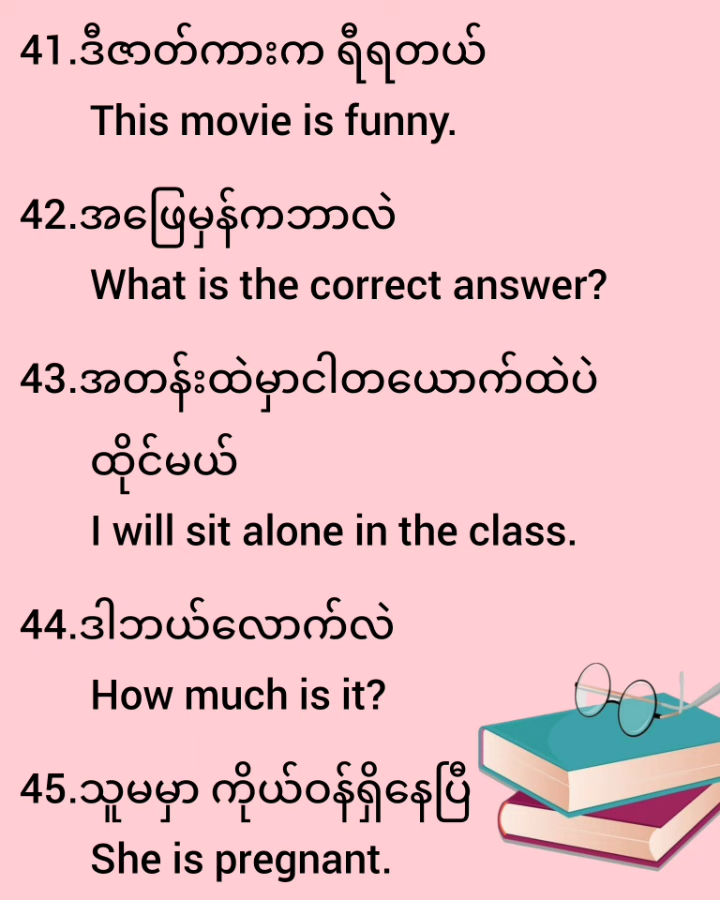 41.ဒီဇာတ်ကားက ရီရတယ်
This movie is funny.
42.အဖြေမှန်ကဘာလဲ
What is the correct answer?
43.အတန်းထဲမှာငါတယောက်ထဲပဲ
ထိုင်မယ်
I will sit alone in the class.
44.ဒါဘယ်လောက်လဲ
How much is it?
45.သူမမှာ ကိုယ်ဝန်ရှိနေပြီ
She is pregnant.